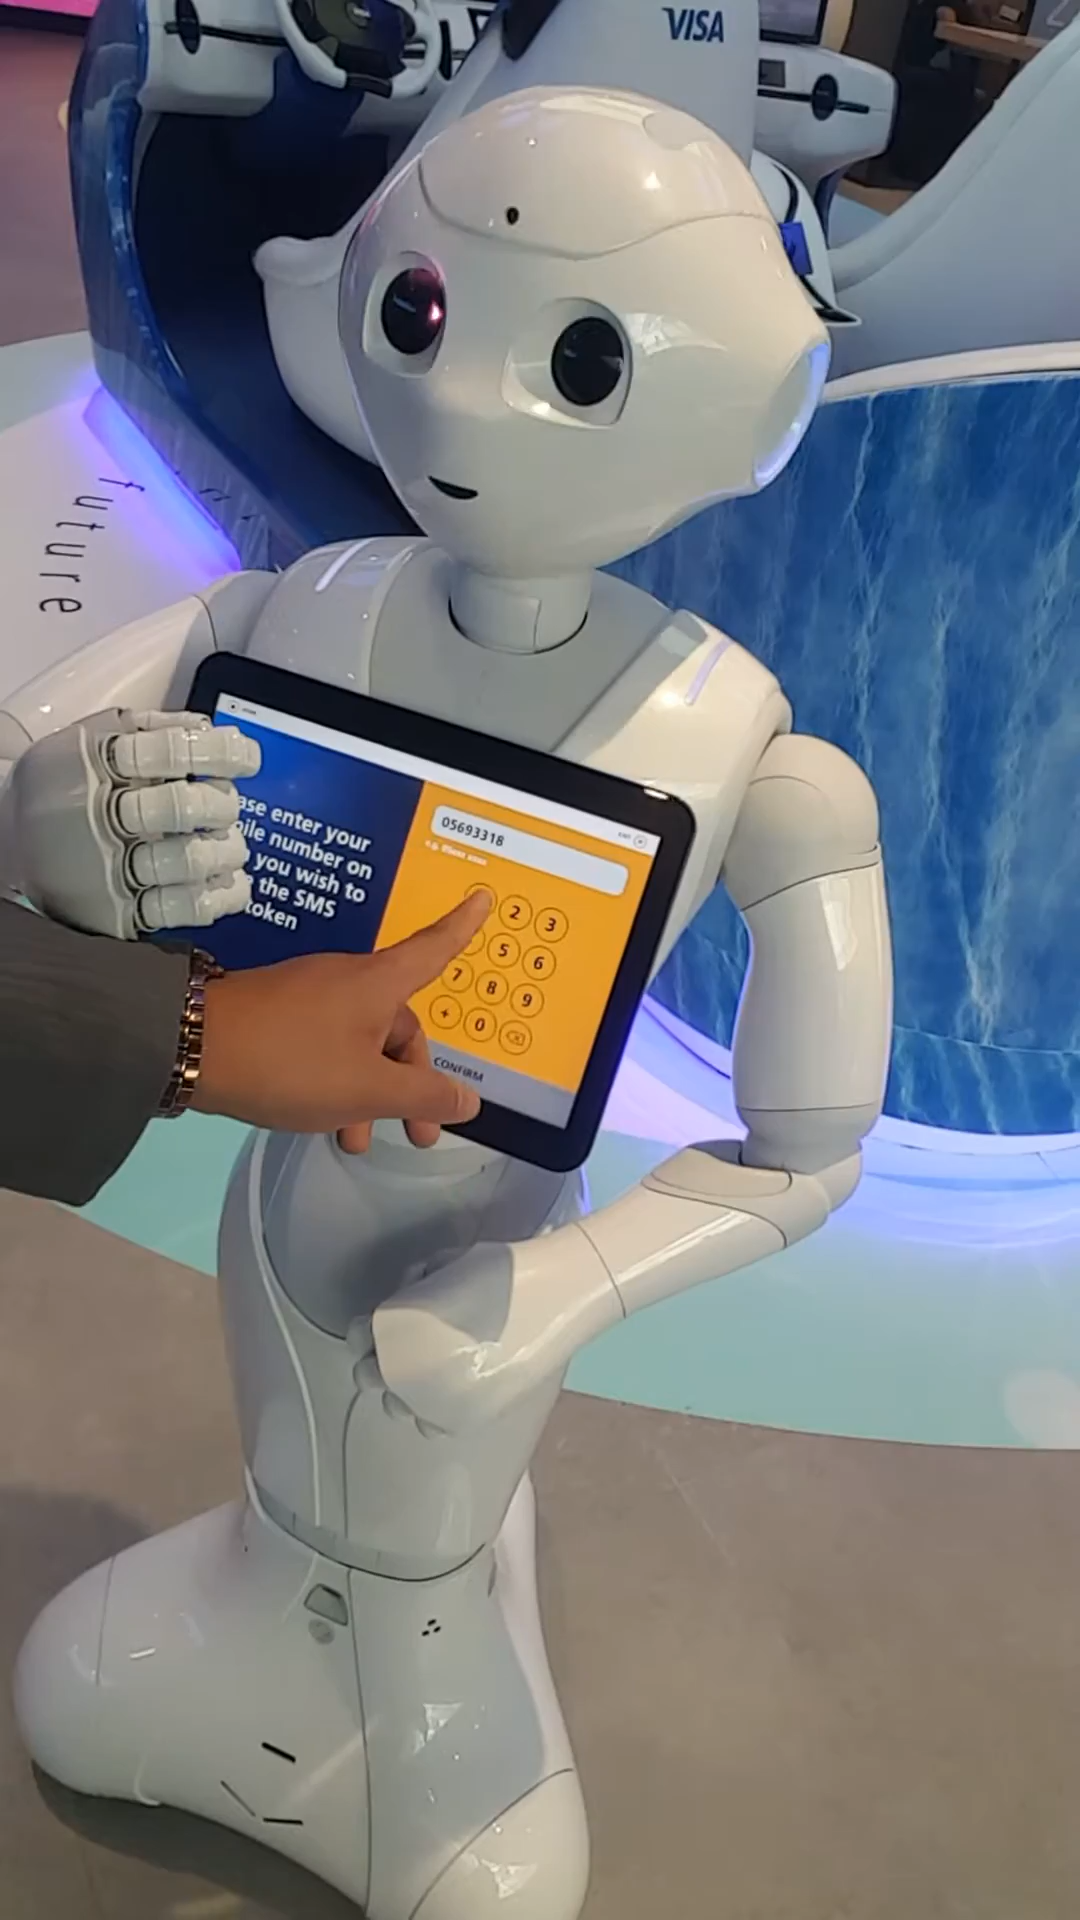 VISA
future
ase enter your
ile number on
you wish to
the SMS
token
05693318
e.g.
2 3
5 6
7 8 9
+ 0
CONFIRM